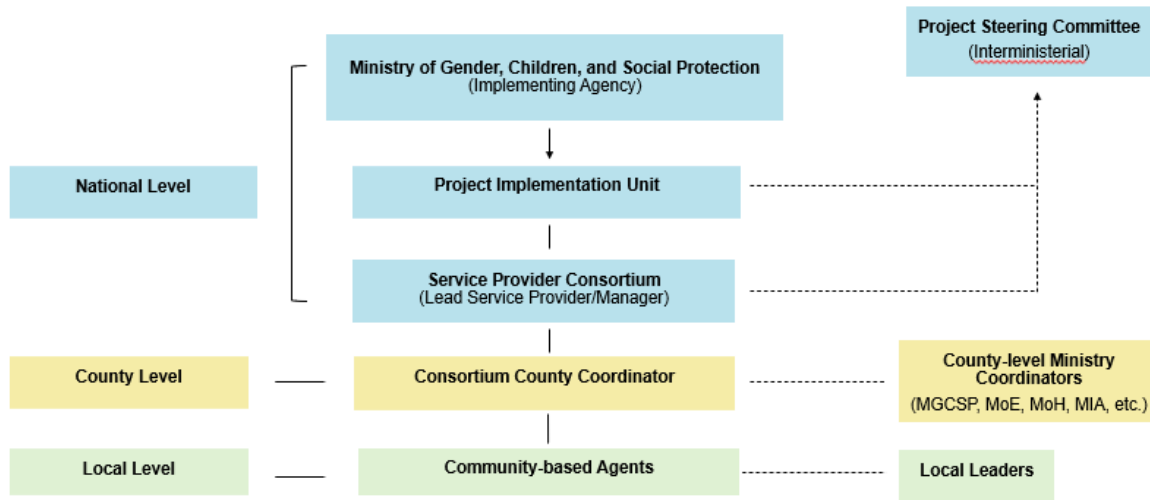 Project Steering Committee
(Interministerial)
Ministry of Gender, Children, and Social Protection
(Implementing Agency)
National Level
Project Implementation Unit
Service Provider Consortium
(Lead Service Provider/Manager)
County Level
Consortium County Coordinator
County-level Ministry
Coordinators
(MGCSP, MoE, MoH, MIA, etc.)
Local Level
Community-based Agents
Local Leaders